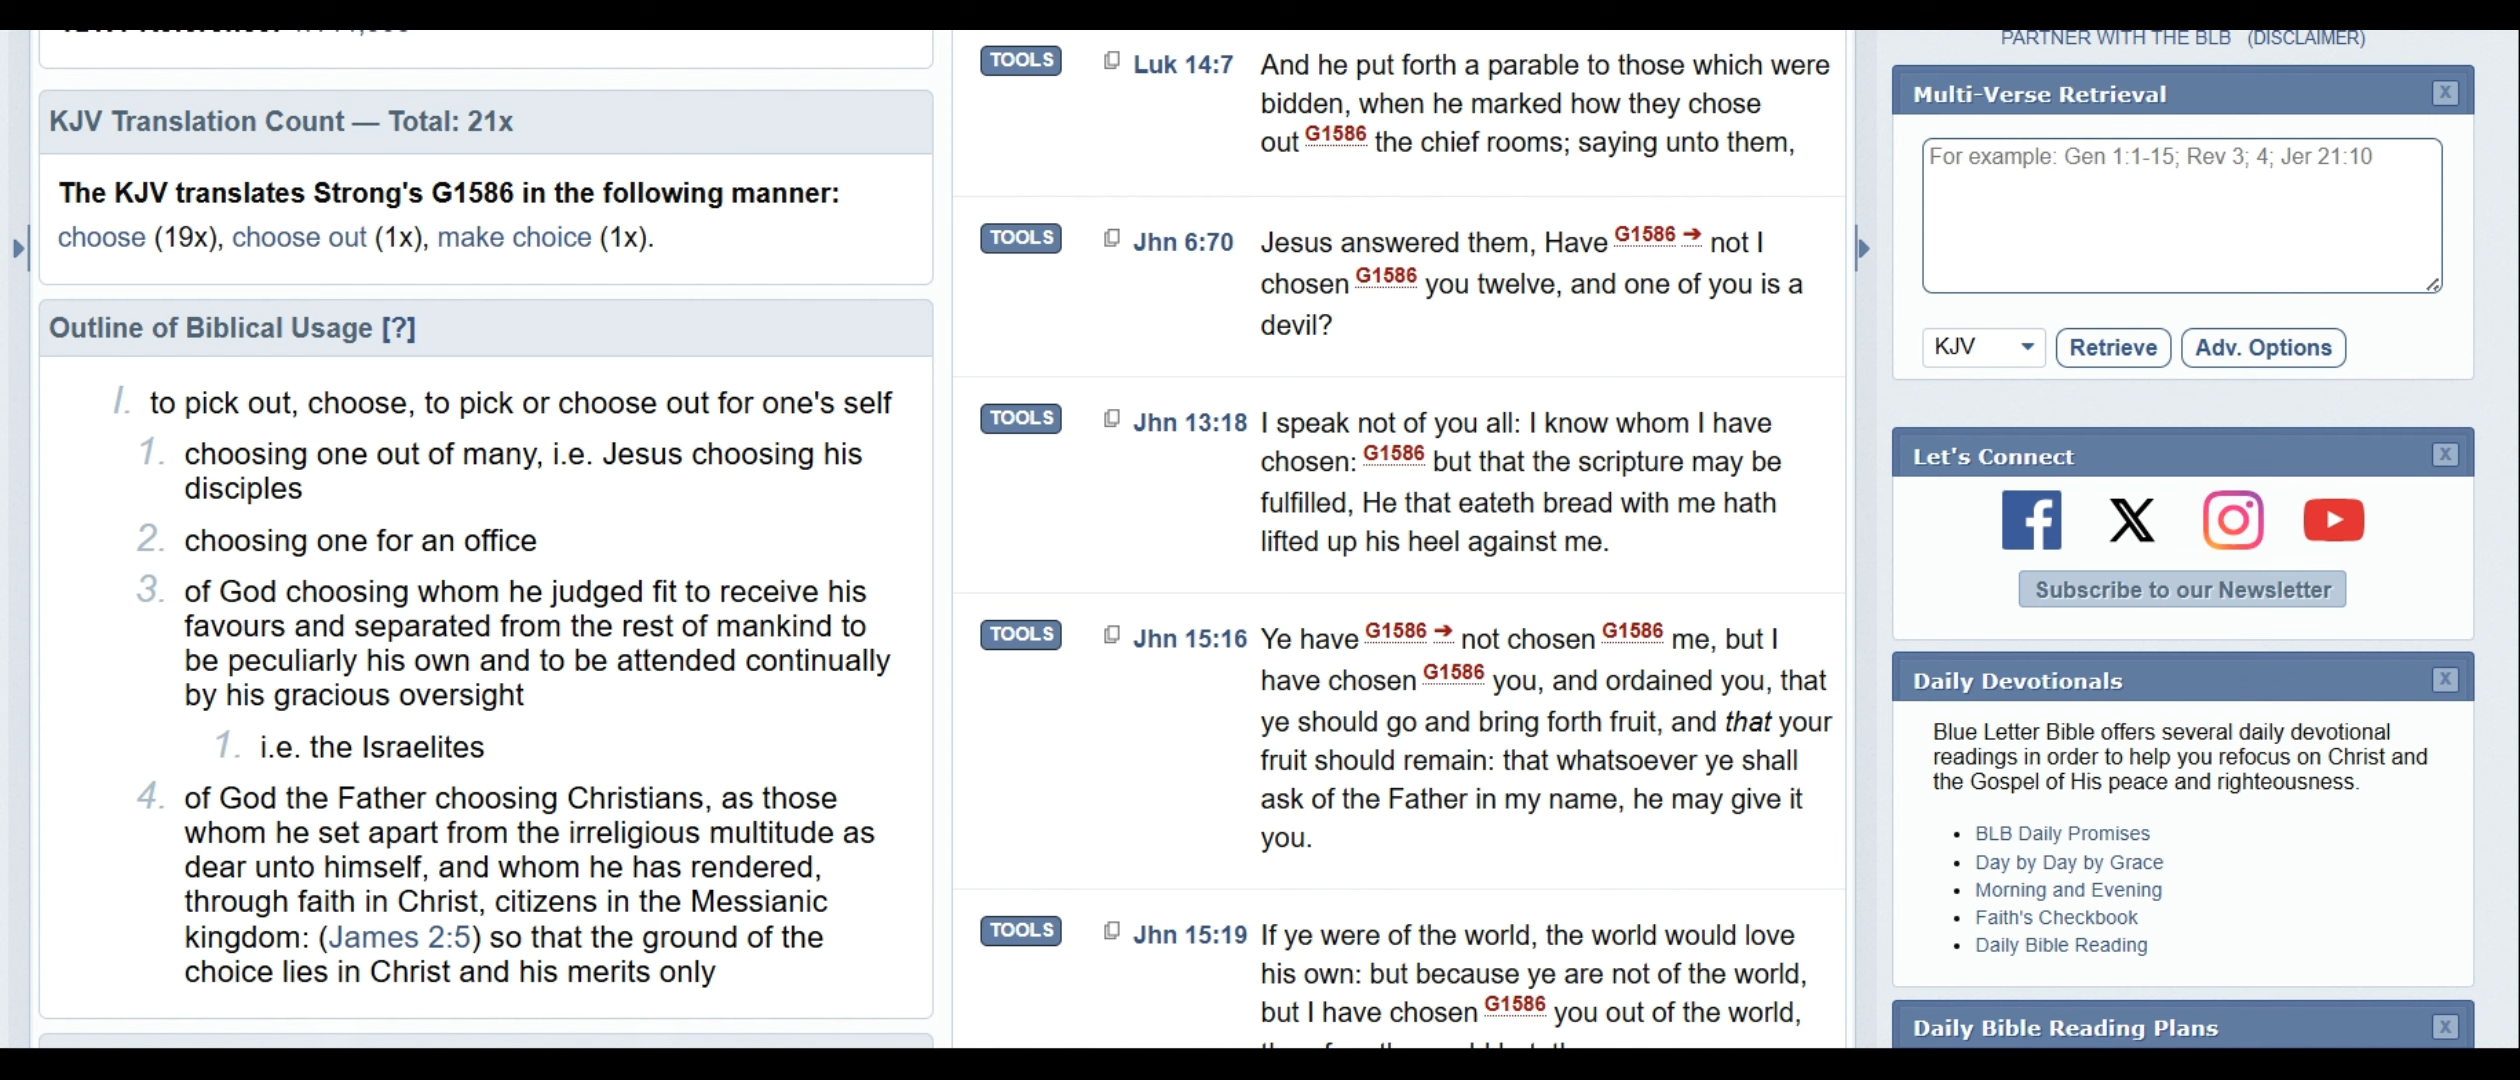 KJV Translation Count — Total: 21x
The KJV translates Strong's G1586 in the following manner:
choose (19x), choose out (1x), make choice (1x).
Outline of Biblical Usage [?]
I. to pick out, choose, to pick or choose out for one's self
1. choosing one out of many, i.e. Jesus choosing his
disciples
2. choosing one for an office
3. of God choosing whom he judged fit to receive his
favours and separated from the rest of mankind to
be peculiarly his own and to be attended continually
by his gracious oversight
1. i.e. the Israelites
4. of God the Father choosing Christians, as those
whom he set apart from the irreligious multitude as
dear unto himself, and whom he has rendered,
through faith in Christ, citizens in the Messianic
kingdom: (James 2:5) so that the ground of the
choice lies in Christ and his merits only
TOOLS Luk 14:7 And he put forth a parable to those which were
bidden, when he marked how they chose
out G1586 the chief rooms; saying unto them,
TOOLS Jhn 6:70 Jesus answered them, Have G1586 ➔ not I
chosen G1586 you twelve, and one of you is a
devil?
TOOLS Jhn 13:18 I speak not of you all: I know whom I have
chosen: G1586 but that the scripture may be
fulfilled, He that eateth bread with me hath
lifted up his heel against me.
TOOLS Jhn 15:16 Ye have G1586 ➔ not chosen G1586 me, but I
have chosen G1586 you, and ordained you, that
ye should go and bring forth fruit, and that your
fruit should remain: that whatsoever ye shall
ask of the Father in my name, he may give it
you.
TOOLS Jhn 15:19 If ye were of the world, the world would love
his own: but because ye are not of the world,
but I have chosen G1586 you out of the world,
PARTNER WITH THE BLB (DISCLAIMER)
Multi-Verse Retrieval X
For example: Gen 1:1-15; Rev 3; 4; Jer 21:10
KJV Retrieve Adv. Options
Let's Connect X
Subscribe to our Newsletter
Daily Devotionals X
Blue Letter Bible offers several daily devotional
readings in order to help you refocus on Christ and
the Gospel of His peace and righteousness.
• BLB Daily Promises
• Day by Day by Grace
• Morning and Evening
• Faith's Checkbook
• Daily Bible Reading
Daily Bible Reading Plans X